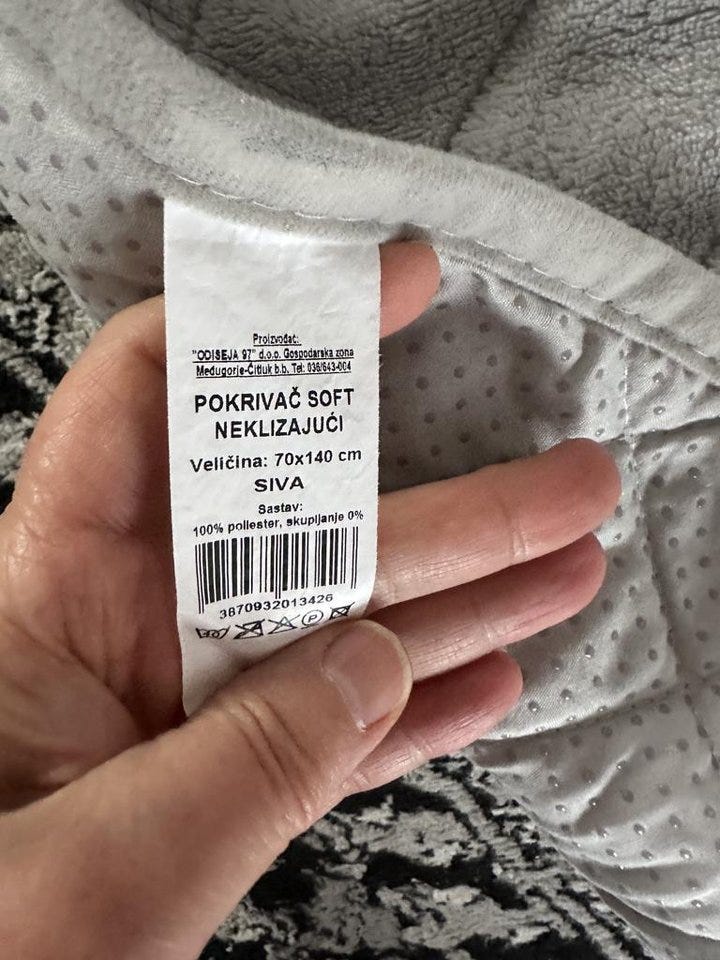 Proizvođač:
"ODISEJA 97" d.o.o. Gospodarska zona
Međugorje-Čitluk b.b. Tel: 036/643-004
POKRIVAČ SOFT
NEKLIZAJUĆI
Veličina: 70x140 cm
SIVA
Sastav:
100% poliester, skupljanje 0%
3870932013426
30
P